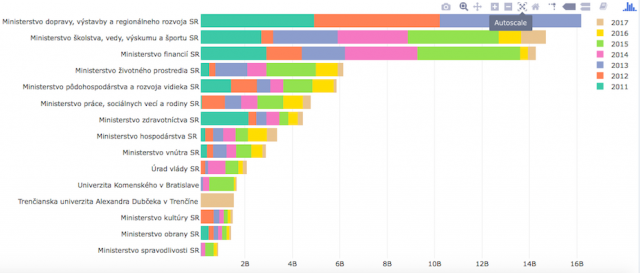 Ministerstvo dopravy, výstavby a regionálneho rozvoja SR
Autoscale
2017
Ministerstvo školstva, vedy, výskumu a športu SR
2016
2015
Ministerstvo financií SR
2014
2013
Ministerstvo životného prostredia SR
2012
2011
Ministerstvo pôdohospodárstva a rozvoja vidieka SR
Ministerstvo práce, sociálnych vecí a rodiny SR
Ministerstvo zdravotníctva SR
Ministerstvo hospodárstva SR
Ministerstvo vnútra SR
Úrad vlády SR
Univerzita Komenského v Bratislave
Trenčianska univerzita Alexandra Dubčeka v Trenčíne
Ministerstvo kultúry SR
Ministerstvo obrany SR
Ministerstvo spravodlivosti SR
2B 4B 6B 8B 10B 12B 14B 16B